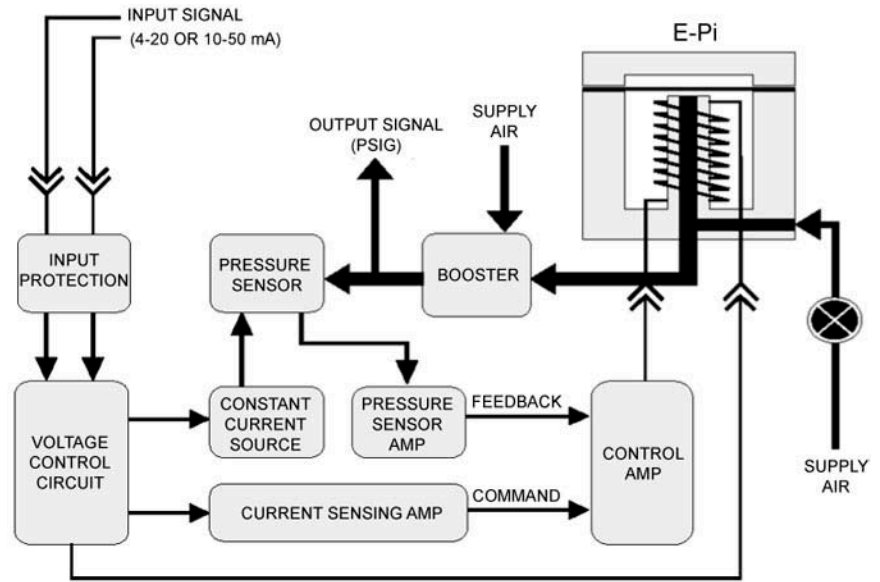 INPUT SIGNAL
(4-20 OR 10-50 mA)
E-Pi
OUTPUT SIGNAL
(PSIG)
SUPPLY
AIR
INPUT
PROTECTION
PRESSURE
SENSOR
BOOSTER
VOLTAGE
CONTROL
CIRCUIT
CONSTANT
CURRENT
SOURCE
PRESSURE
SENSOR
AMP
FEEDBACK
CONTROL
AMP
SUPPLY
AIR
CURRENT SENSING AMP
COMMAND